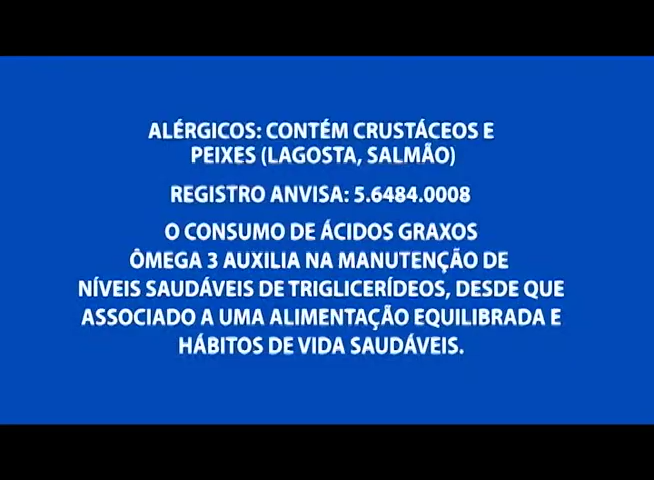 ALÉRGICOS: CONTÉM CRUSTÁCEOS E
PEIXES (LAGOSTA, SALMÃO)
REGISTRO ANVISA: 5.6484.0008
O CONSUMO DE ÁCIDOS GRAXOS
ÔMEGA 3 AUXILIA NA MANUTENÇÃO DE
NÍVEIS SAUDÁVEIS DE TRIGLICERÍDEOS, DESDE QUE
ASSOCIADO A UMA ALIMENTAÇÃO EQUILIBRADA E
HÁBITOS DE VIDA SAUDÁVEIS.